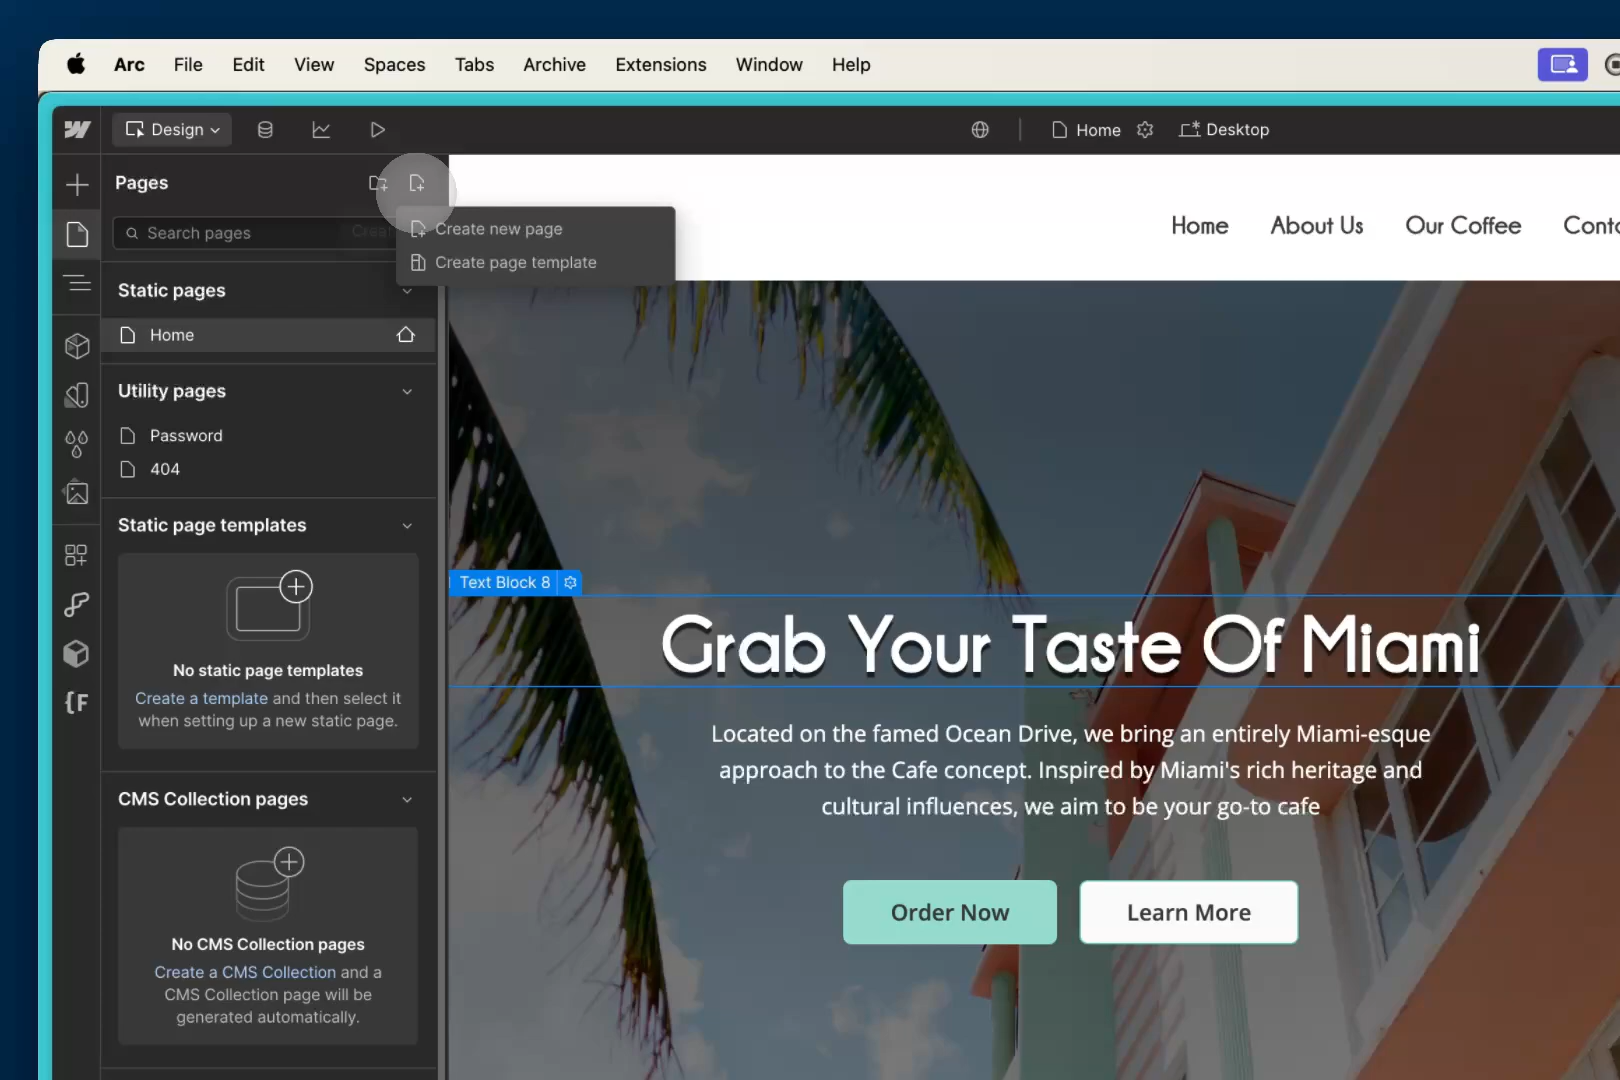 Arc File Edit View Spaces Tabs Archive Extensions Window Help
Design
Home
Desktop
Pages
Search pages
Create new page
Create page template
Static pages
Home
Utility pages
Password
404
Static page templates
No static page templates
Create a template and then select it
when setting up a new static page.
CMS Collection pages
No CMS Collection pages
Create a CMS Collection and a
CMS Collection page will be
generated automatically.
Home About Us Our Coffee
Text Block 8
Grab Your Taste Of Miami
Located on the famed Ocean Drive, we bring an entirely Miami-esque
approach to the Cafe concept. Inspired by Miami's rich heritage and
cultural influences, we aim to be your go-to cafe
Order Now
Learn More